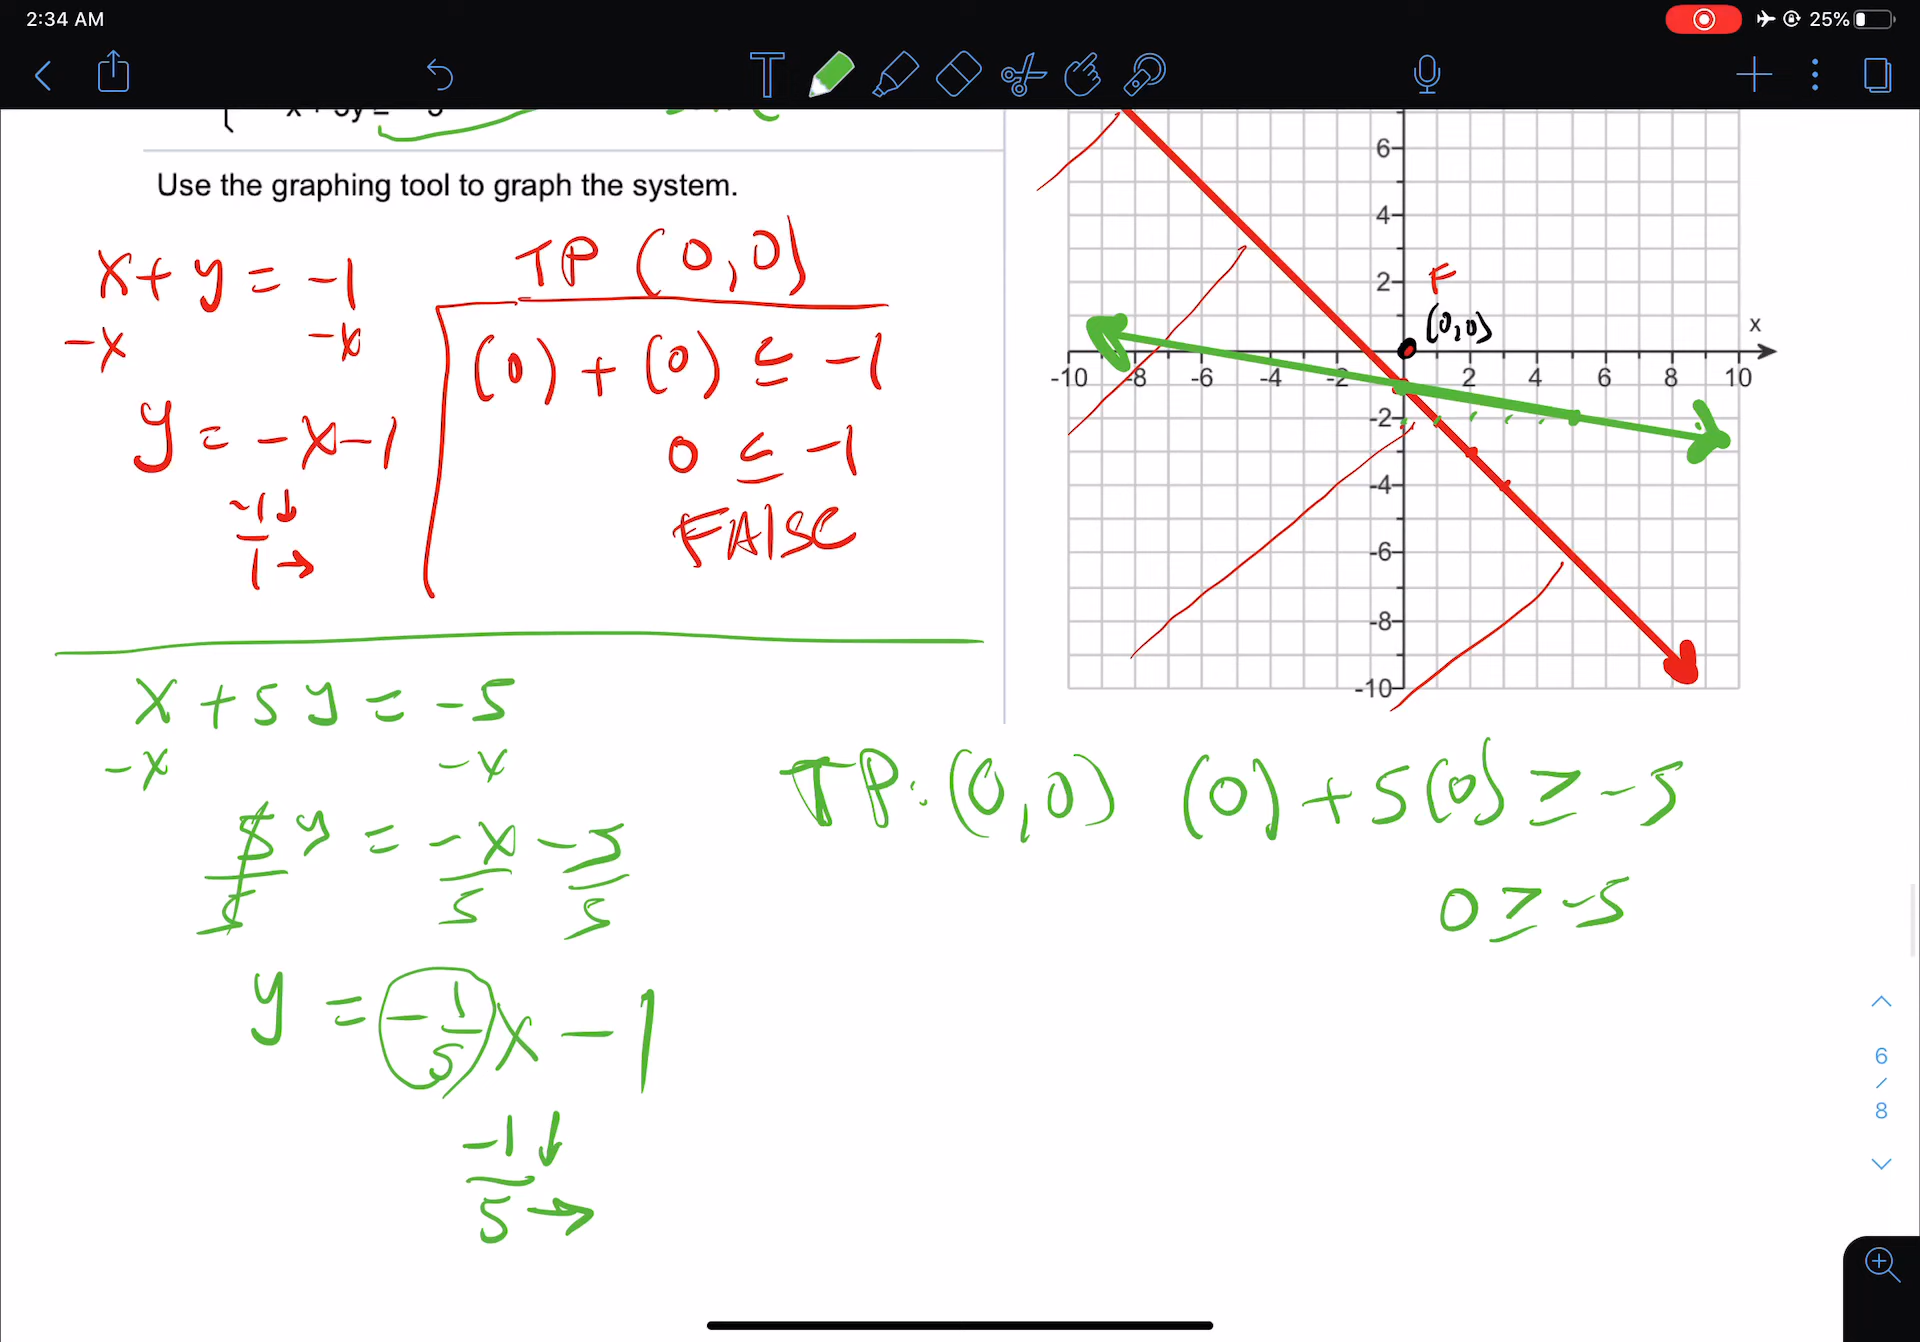 2:34 AM
25%
Use the graphing tool to graph the system.
x + y = -1
-x -x
y = -x - 1
-1↓
1→
TP (0,0)
(0) + (0) ≤ -1
0 ≤ -1
FALSE
x + 5y = -5
-x -x
5y = -x -5
5 5 5
y = -1/5 x - 1
-1↓
5→
6
4
2
F
(0,0)
x
-10 -8 -6 -4 -2 2 4 6 8 10
-2
-4
-6
-8
-10
TP: (0,0) (0) + 5(0) ≥ -5
0 ≥ -5
6
/
8